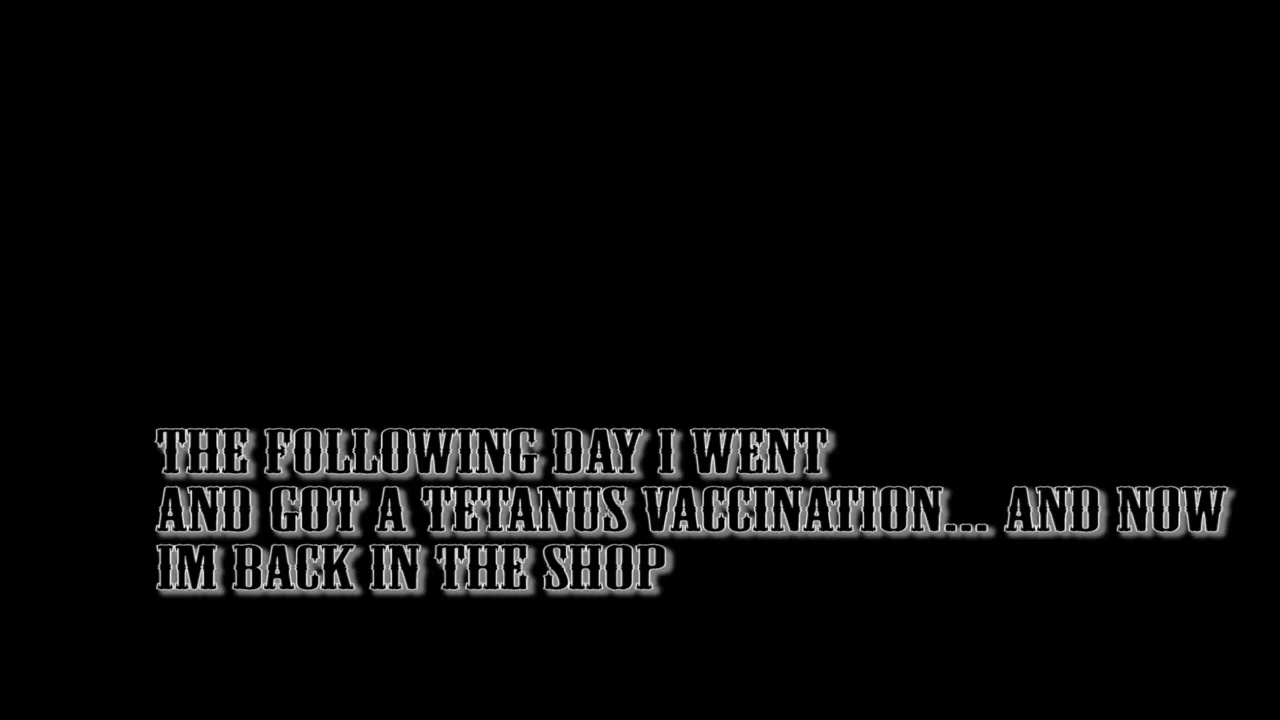 THE FOLLOWING DAY I WENT
AND GOT A TETANUS VACCINATION... AND NOW
IM BACK IN THE SHOP